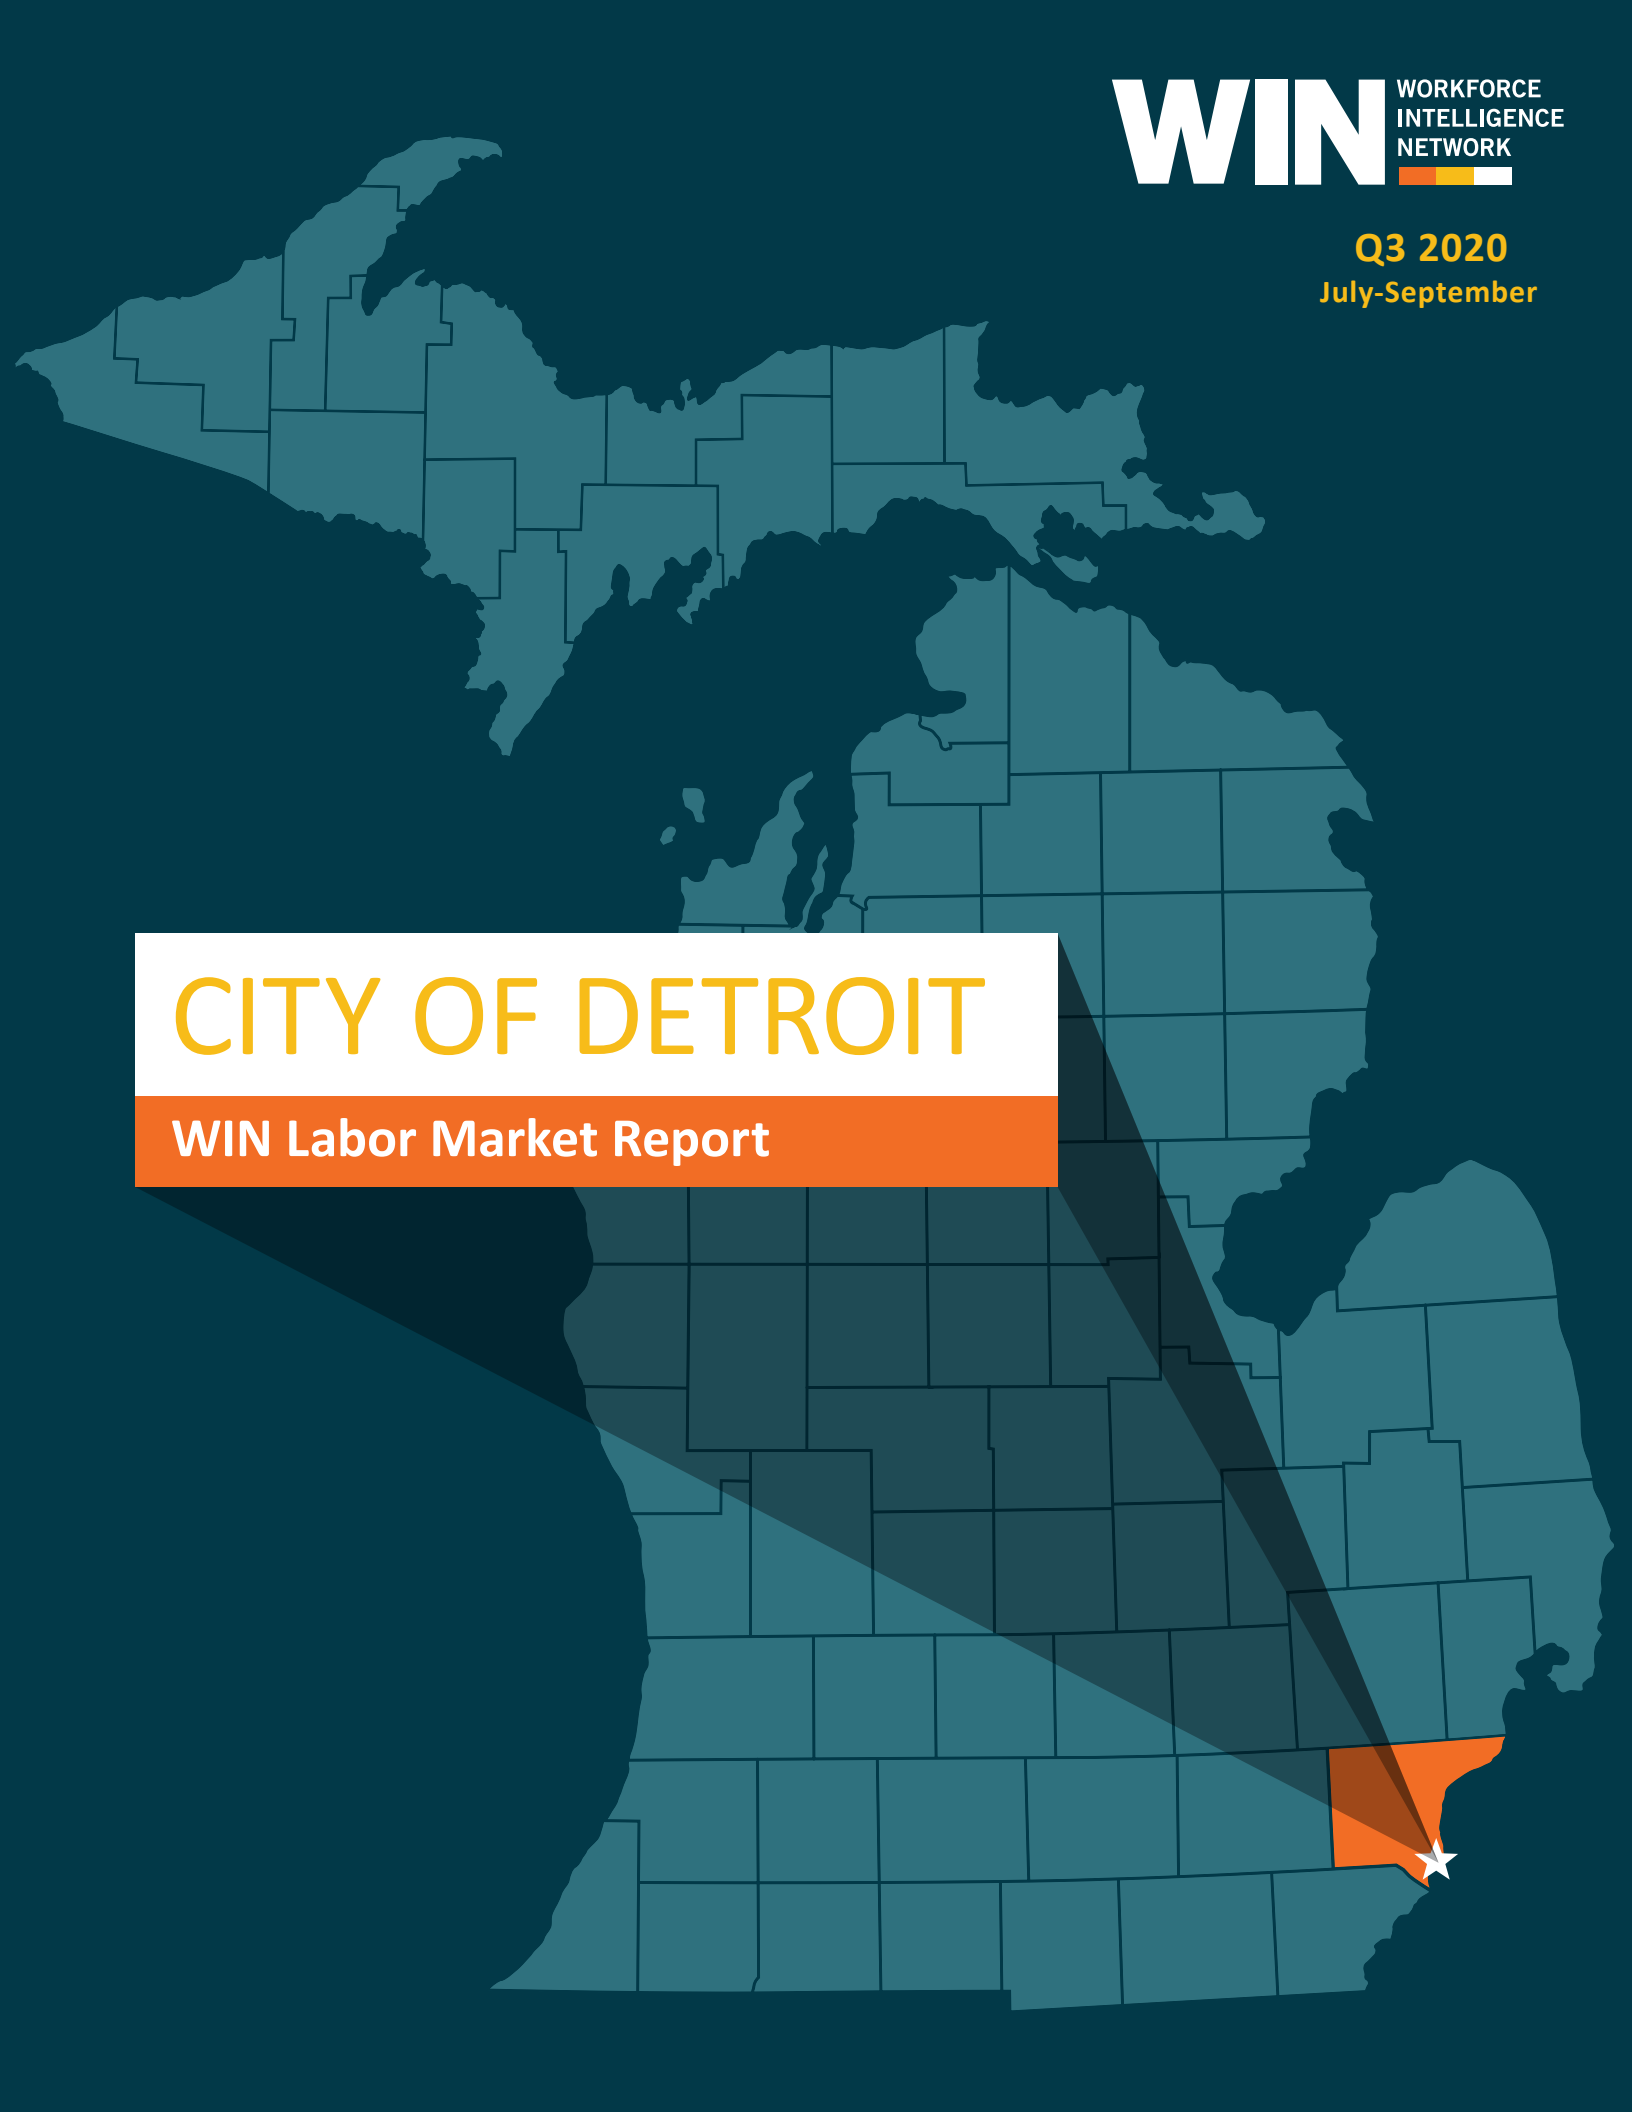 WIN
WORKFORCE
INTELLIGENCE
NETWORK
Q3 2020
July-September
CITY OF DETROIT
WIN Labor Market Report